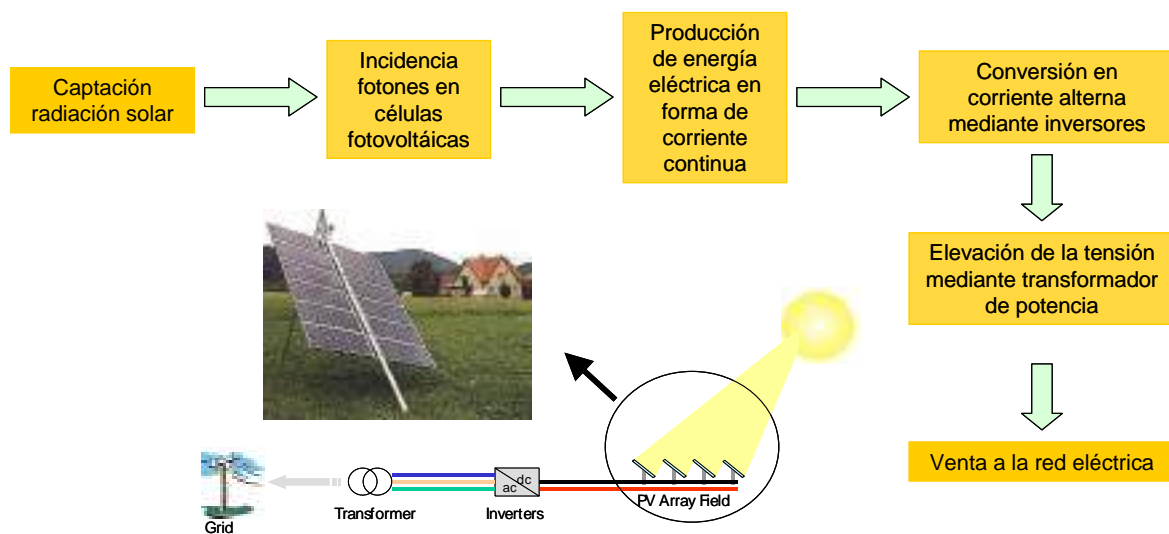 Captación
radiación solar
Incidencia
fotones en
células
fotovoltáicas
Producción
de energía
eléctrica en
forma de
corriente
continua
Conversión en
corriente alterna
mediante inversores
Elevación de la tensión
mediante transformador
de potencia
Venta a la red eléctrica
Grid
Transformer
ac
dc
Inverters
PV Array Field